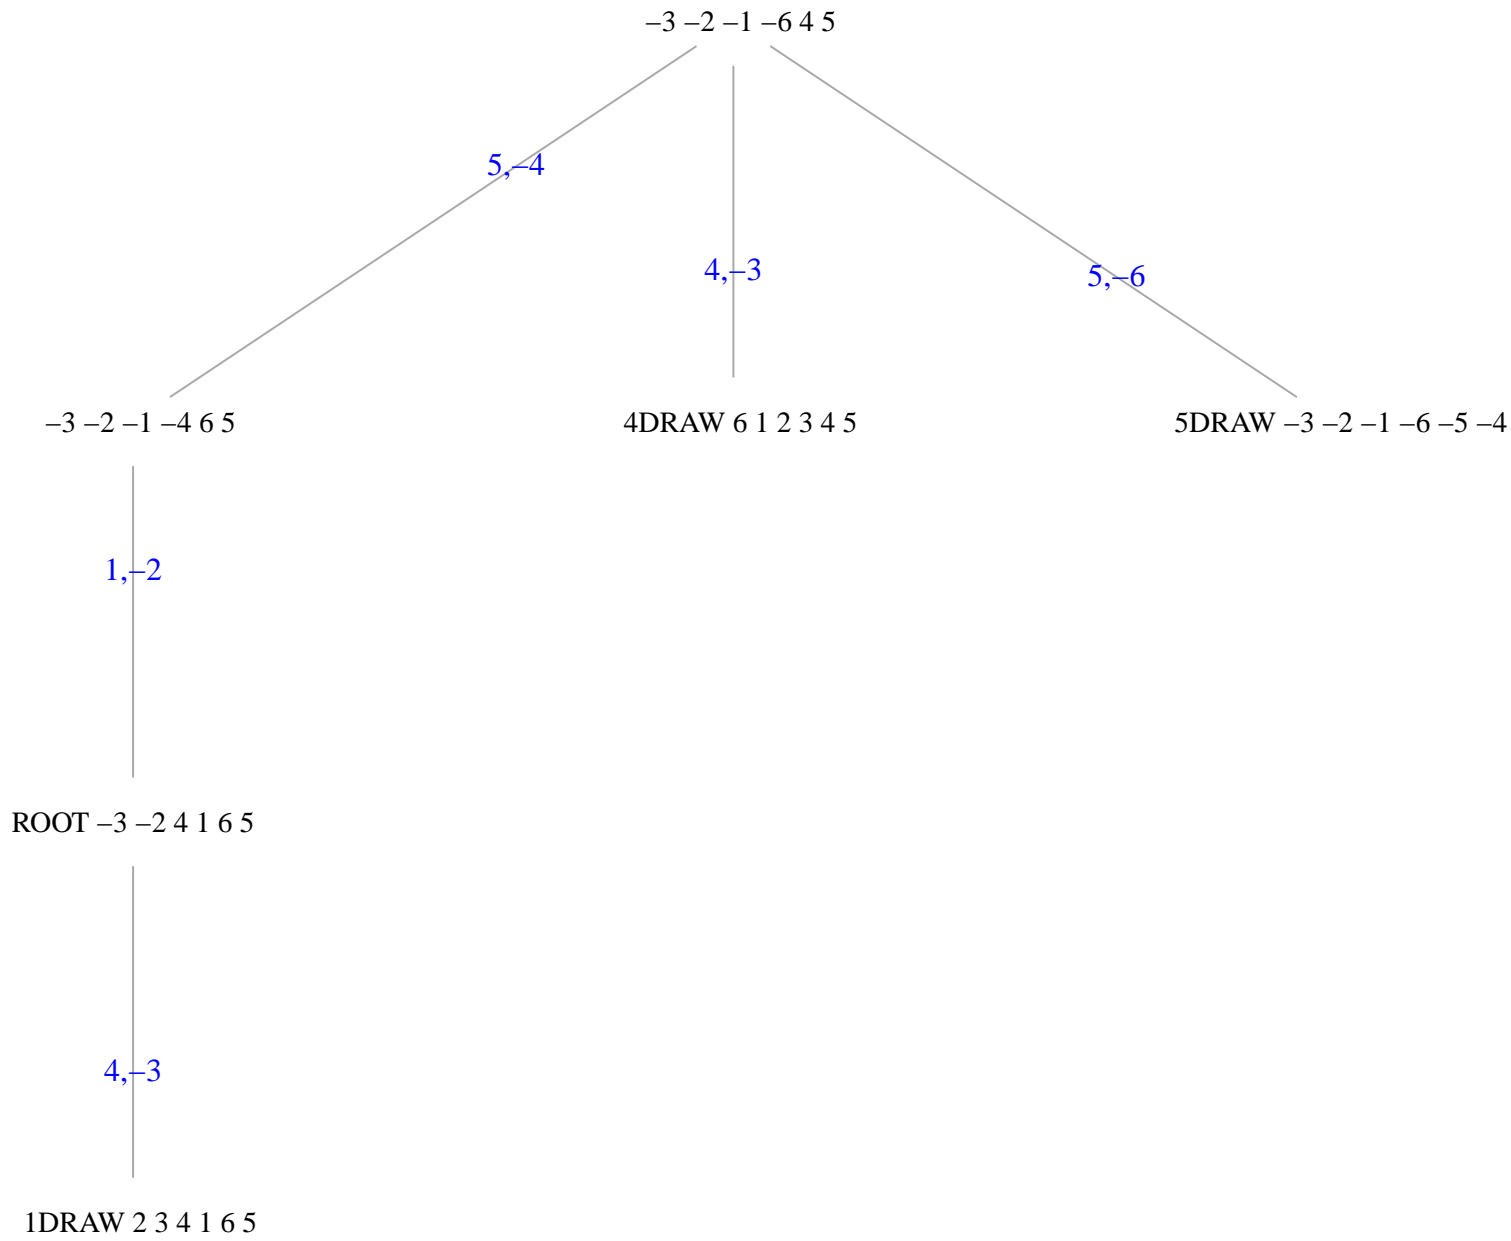 –3 –2 –1 –6 4 5
5,–4
4,–3
5,–6
–3 –2 –1 –4 6 5
4DRAW 6 1 2 3 4 5
5DRAW –3 –2 –1 –6 –5 –4
1,–2
ROOT –3 –2 4 1 6 5
4,–3
1DRAW 2 3 4 1 6 5